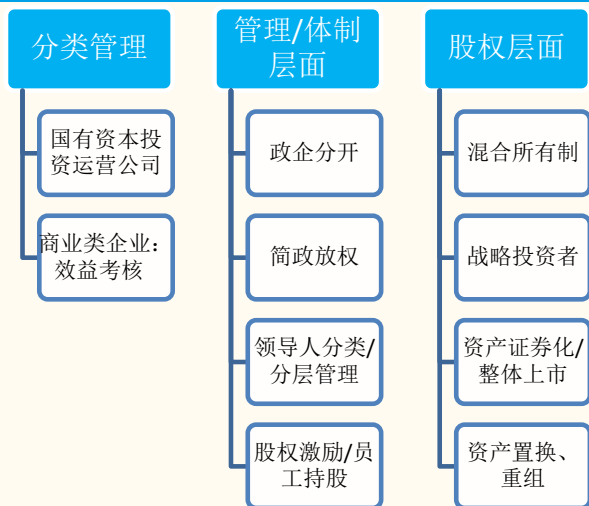 分类管理
国有资本投
资运营公司
商业类企业：
效益考核
管理/体制
层面
政企分开
简政放权
领导人分类/
分层管理
股权激励/员
工持股
股权层面
混合所有制
战略投资者
资产证券化/
整体上市
资产置换、
重组